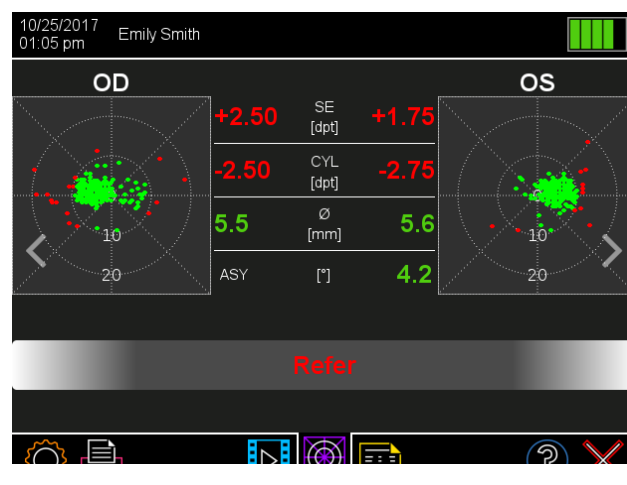 10/25/2017
01:05 pm
Emily Smith
OD
OS
+2.50 SE [dpt] +1.75
-2.50 CYL [dpt] -2.75
5.5 Ø [mm] 5.6
ASY [°] 4.2
10
20
10
20
Refer
?